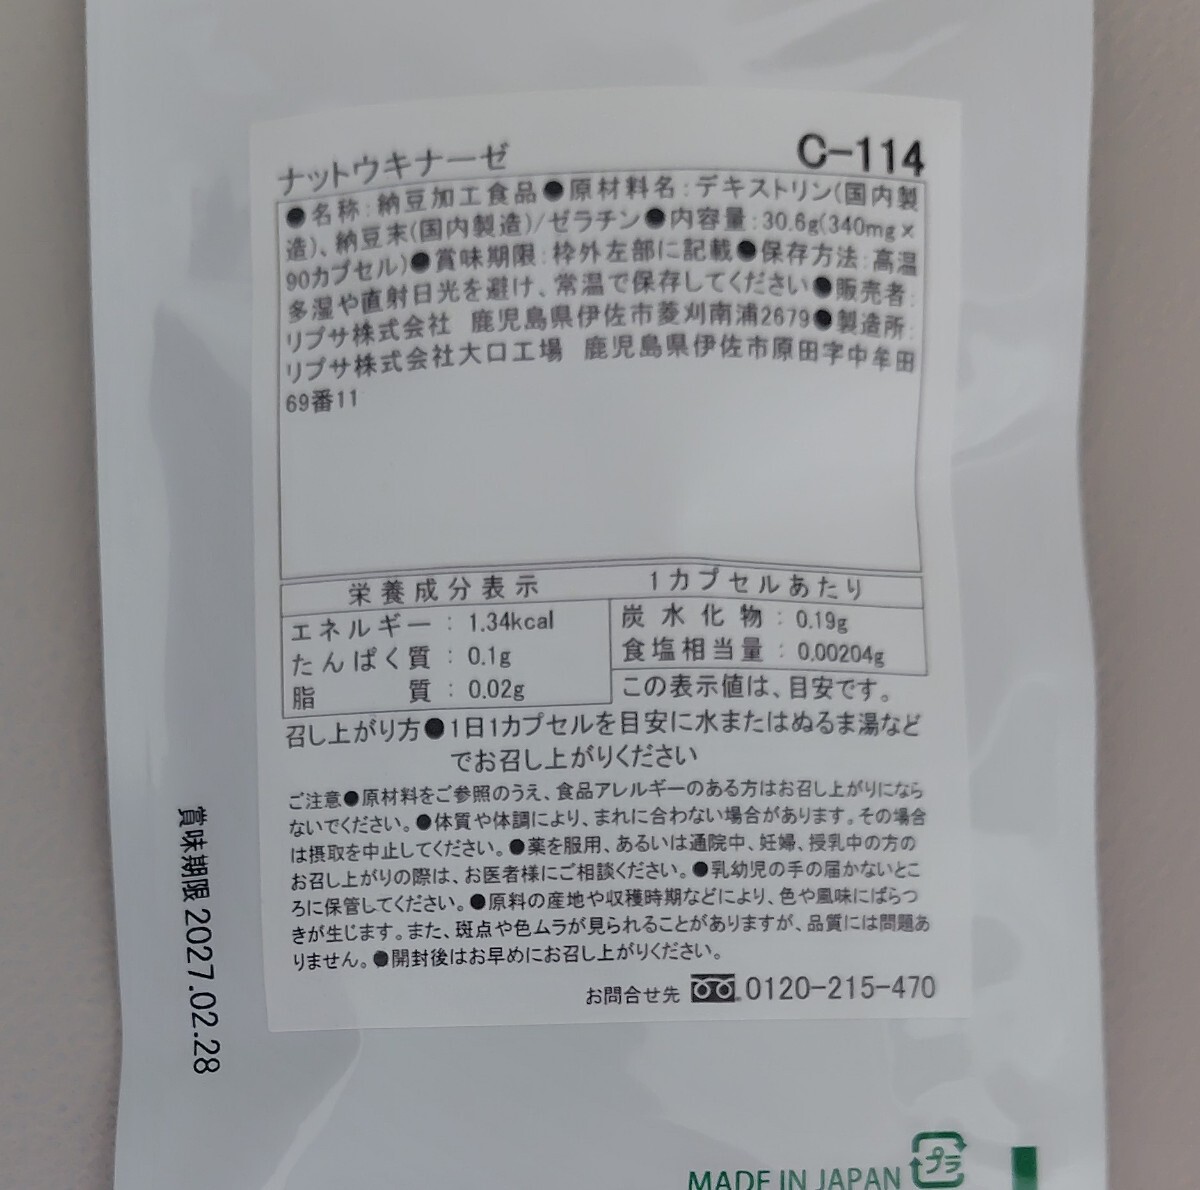 ナットウキナーゼ
C-114
●名称:納豆加工食品●原材料名:デキストリン(国内製
造)、納豆末(国内製造)/ゼラチン●内容量:30.6g(340mg×
90カプセル)●賞味期限:枠外左部に記載●保存方法:高温
多湿や直射日光を避け、常温で保存してください●販売者:
リプサ株式会社 鹿児島県伊佐市菱刈南浦2679●製造所:
リプサ株式会社大口工場 鹿児島県伊佐市原田字中牟田
69番11
栄養成分表示 1カプセルあたり
エネルギー:1.34kcal
たんぱく質:0.1g
脂質:0.02g
炭水化物:0.19g
食塩相当量:0.00204g
この表示値は、目安です。
召し上がり方●1日1カプセルを目安に水またはぬるま湯など
でお召し上がりください
ご注意●原材料をご参照のうえ、食品アレルギーのある方はお召し上がりになら
ないでください。●体質や体調により、まれに合わない場合があります。その場合
は摂取を中止してください。●薬を服用、あるいは通院中、妊婦、授乳中の方の
お召し上がりの際は、お医者様にご相談ください。●乳幼児の手の届かないとこ
ろに保管してください。●原料の産地や収穫時期などにより、色や風味にばらつ
きが生じます。また、斑点や色ムラが見られることがありますが、品質には問題あ
りません。●開封後はお早めにお召し上がりください。
お問合せ先 0120-215-470
賞味期限 2027.02.28
MADE IN JAPAN
プラ